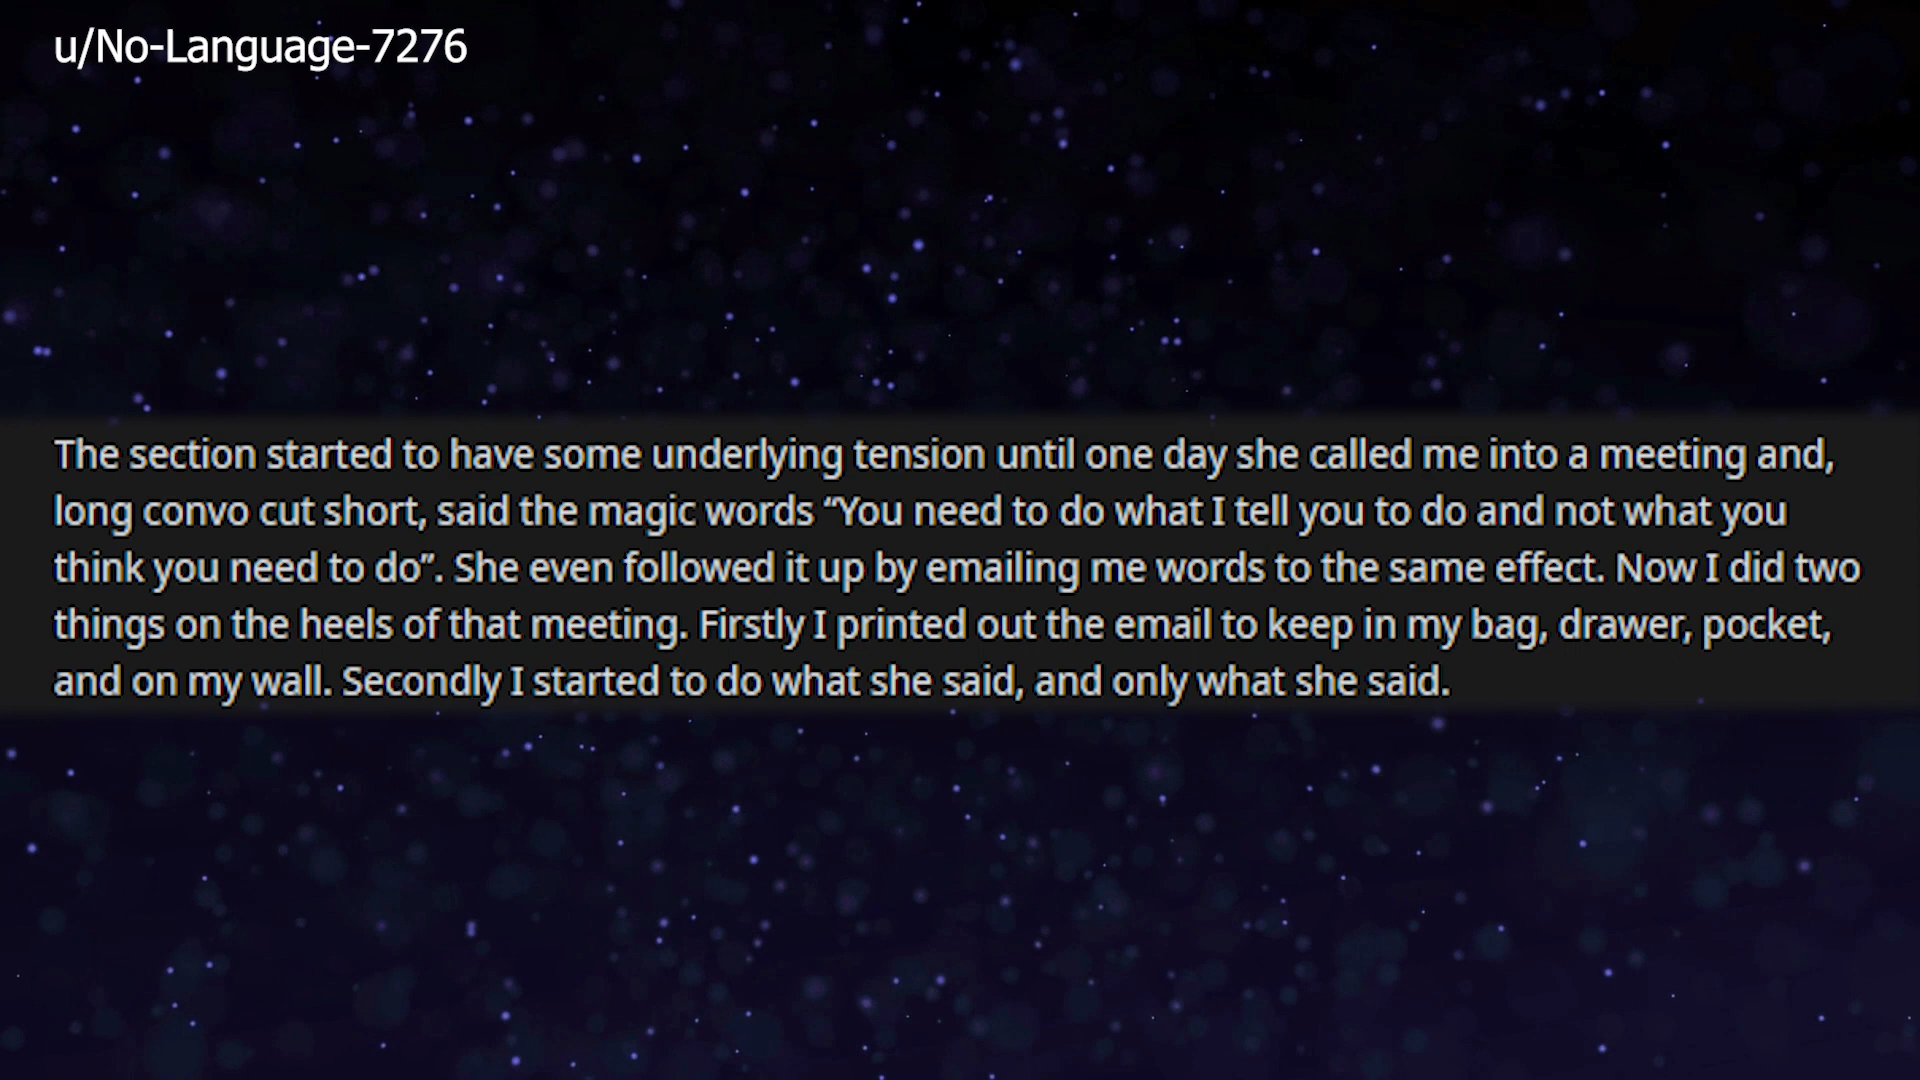 u/No-Language-7276
The section started to have some underlying tension until one day she called me into a meeting and,
long convo cut short, said the magic words “You need to do what I tell you to do and not what you
think you need to do”. She even followed it up by emailing me words to the same effect. Now I did two
things on the heels of that meeting. Firstly I printed out the email to keep in my bag, drawer, pocket,
and on my wall. Secondly I started to do what she said, and only what she said.